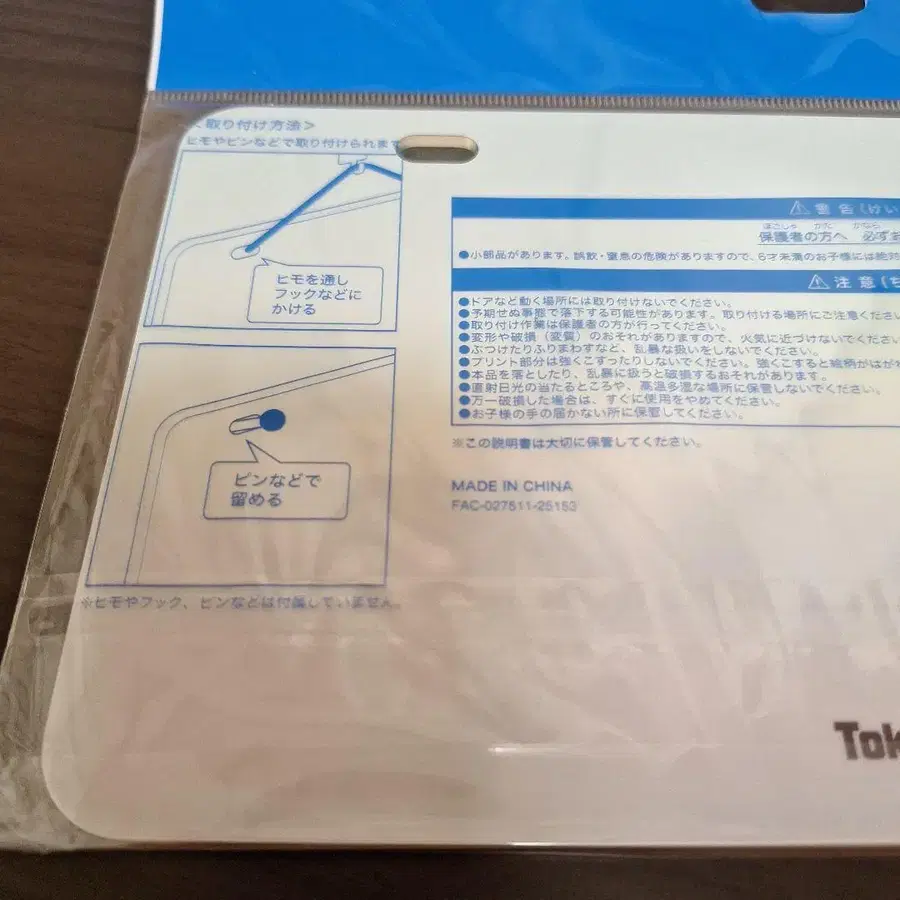 ＜取り付け方法＞
ヒモやピンなどで取り付けられます
ヒモを通し
フックなどに
かける
ピンなどで
留める
※ヒモやフック、ピンなどは付属していません。
⚠ 警告(けい
保護者の方へ 必ずお
●小部品があります。誤飲・窒息の危険がありますので、6才未満のお子様には絶対
⚠ 注意(ち
●ドアなど動く場所には取り付けないでください。
●予期せぬ事態で落下する可能性があります。取り付ける場所にご注意ください
●取り付け作業は保護者の方が行ってください。
●変形や破損（変質）のおそれがありますので、火気に近づけないでください
●ぶつけたりふりまわすなど、乱暴な扱いをしないでください。
●プリント部分は強くこすったりしないでください。強くこすると絵柄がはがれ
●本品を落としたり、乱暴に扱うと破損するおそれがあります。
●直射日光の当たるところや、高温多湿な場所に保管しないでください。
●万一破損した場合は、すぐに使用をやめてください。
●お子様の手の届かない所に保管してください。
※この説明書は大切に保管してください。
MADE IN CHINA
FAC-027511-25153
Tok